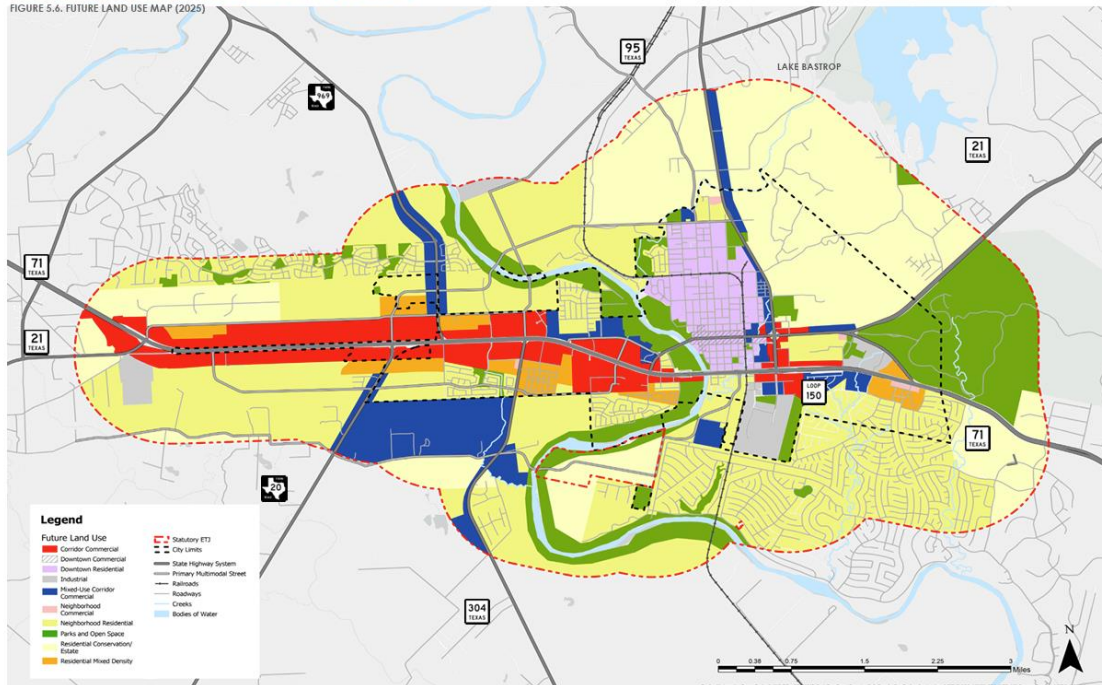 FIGURE 5.6. FUTURE LAND USE MAP (2025)
95
TEXAS
LAKE BASTROP
969
21
TEXAS
71
TEXAS
21
TEXAS
LOOP
150
71
TEXAS
20
304
TEXAS
Legend
Future Land Use
Corridor Commercial
Downtown Commercial
Downtown Residential
Industrial
Mixed-Use Corridor
Commercial
Neighborhood
Commercial
Neighborhood Residential
Parks and Open Space
Residential Conservation/
Estate
Residential Mixed Density
Statutory ETJ
City Limits
State Highway System
Primary Multimodal Street
Railroads
Roadways
Creeks
Bodies of Water
N
0 0.38 0.75 1.5 2.25 3
Miles